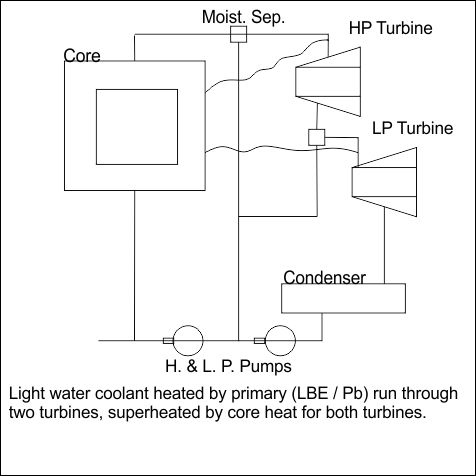 Moist. Sep.
HP Turbine
Core
LP Turbine
Condenser
H. & L. P. Pumps
Light water coolant heated by primary (LBE / Pb) run through
two turbines, superheated by core heat for both turbines.